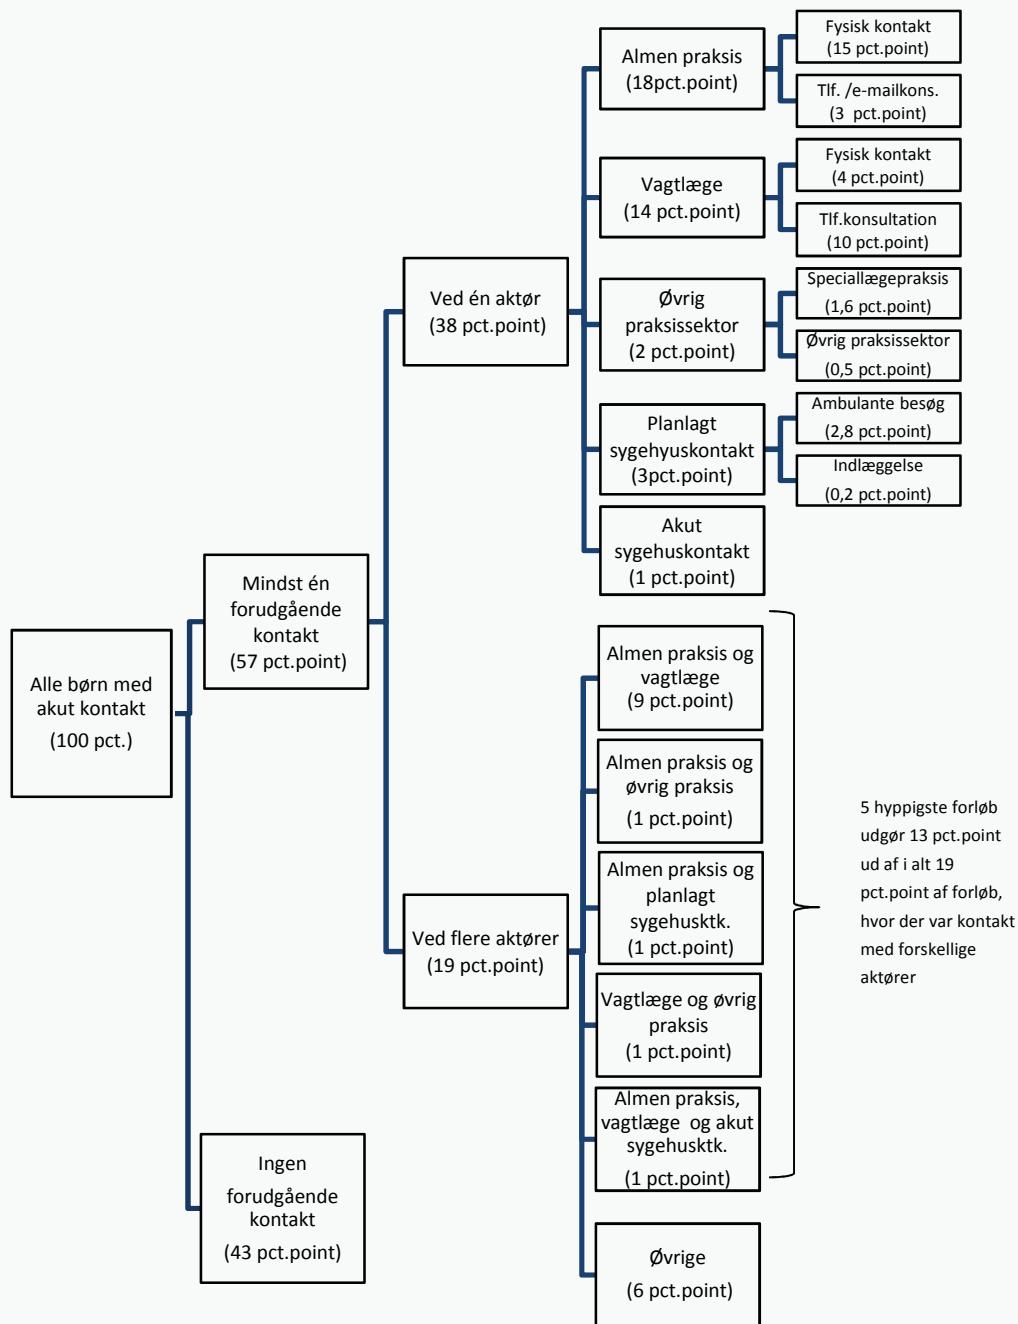 Alle børn med
akut kontakt
(100 pct.)
Mindst én
forudgående
kontakt
(57 pct.point)
Ingen
forudgående
kontakt
(43 pct.point)
Ved én aktør
(38 pct.point)
Ved flere aktører
(19 pct.point)
Almen praksis
(18pct.point)
Fysisk kontakt
(15 pct.point)
Tlf. /e-mailkons.
(3 pct.point)
Vagtlæge
(14 pct.point)
Fysisk kontakt
(4 pct.point)
Tlf.konsultation
(10 pct.point)
Øvrig
praksissektor
(2 pct.point)
Speciallægepraksis
(1,6 pct.point)
Øvrig praksissektor
(0,5 pct.point)
Planlagt
sygehyuskontakt
(3pct.point)
Ambulante besøg
(2,8 pct.point)
Indlæggelse
(0,2 pct.point)
Akut
sygehuskontakt
(1 pct.point)
Almen praksis og
vagtlæge
(9 pct.point)
Almen praksis og
øvrig praksis
(1 pct.point)
Almen praksis og
planlagt
sygehusktk.
(1 pct.point)
Vagtlæge og øvrig
praksis
(1 pct.point)
Almen praksis,
vagtlæge og akut
sygehusktk.
(1 pct.point)
Øvrige
(6 pct.point)
5 hyppigste forløb
udgør 13 pct.point
ud af i alt 19
pct.point af forløb,
hvor der var kontakt
med forskellige
aktører